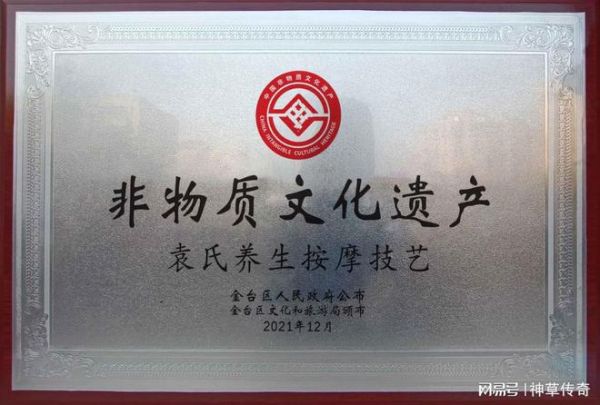 中国非物质文化遗产
CHINA INTANGIBLE CULTURAL HERITAGE
非物质文化遗产
袁氏养生按摩技艺
金台区人民政府公布
金台区文化和旅游局颁布
2021年12月
搜狐号@神草传奇